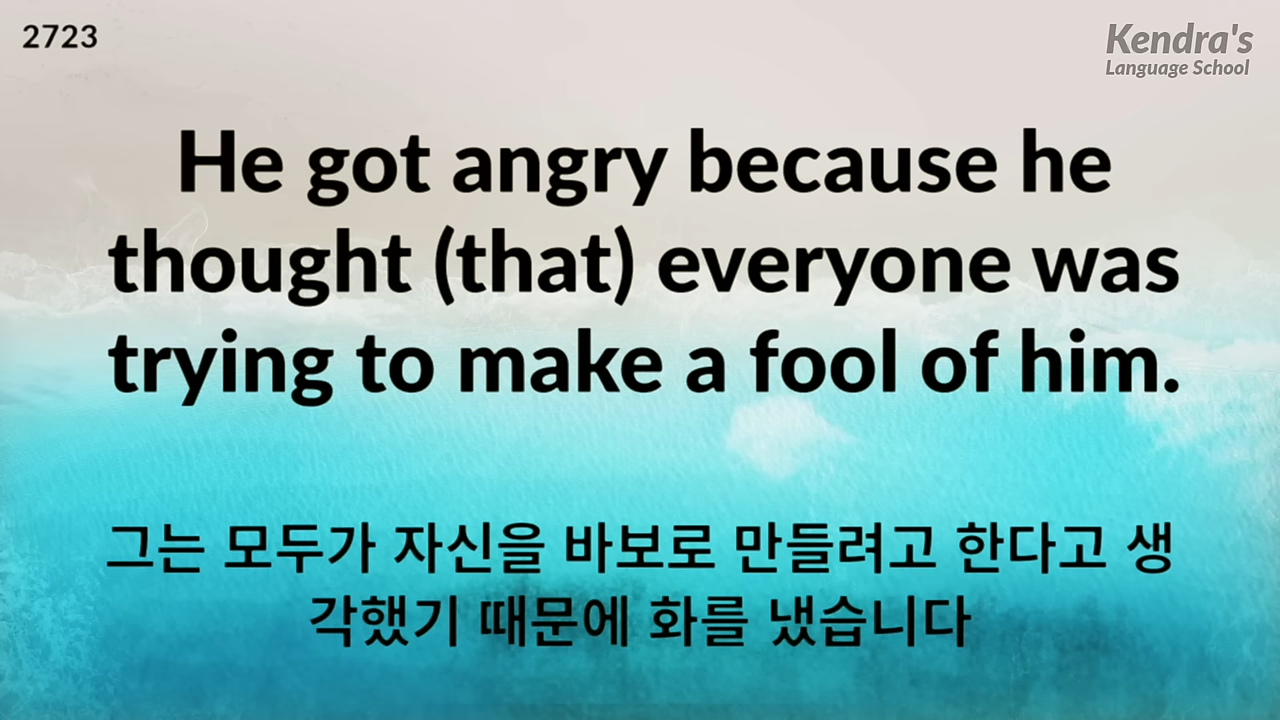 2723
Kendra's
Language School
He got angry because he
thought (that) everyone was
trying to make a fool of him.
그는 모두가 자신을 바보로 만들려고 한다고 생
각했기 때문에 화를 냈습니다